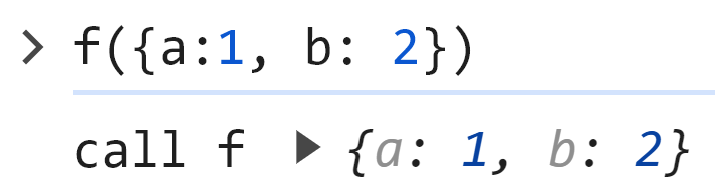 > f({a:1, b: 2})
call f ▶ {a: 1, b: 2}